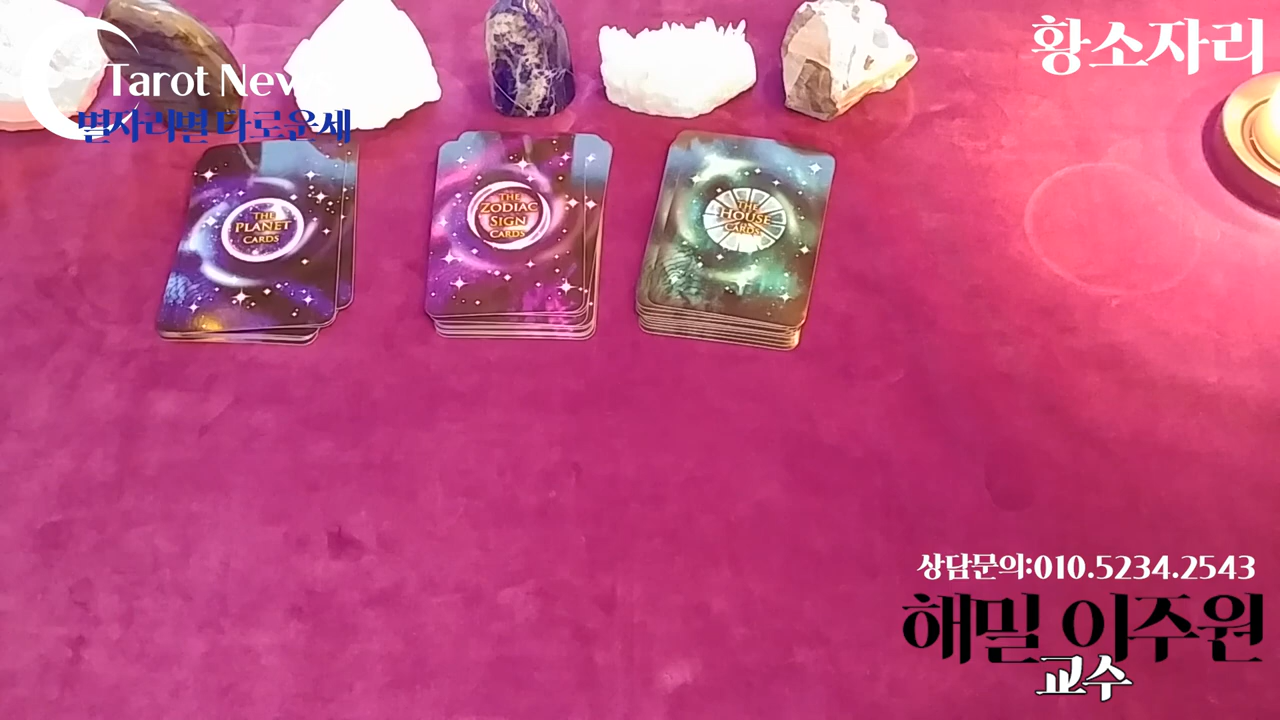 Tarot News
별자리별 타로운세
황소자리
THE
PLANET
CARDS
THE
ZODIAC
SIGN
CARDS
THE
HOUSE
CARDS
상담문의:010.5234.2543
해밀 이주원
교수